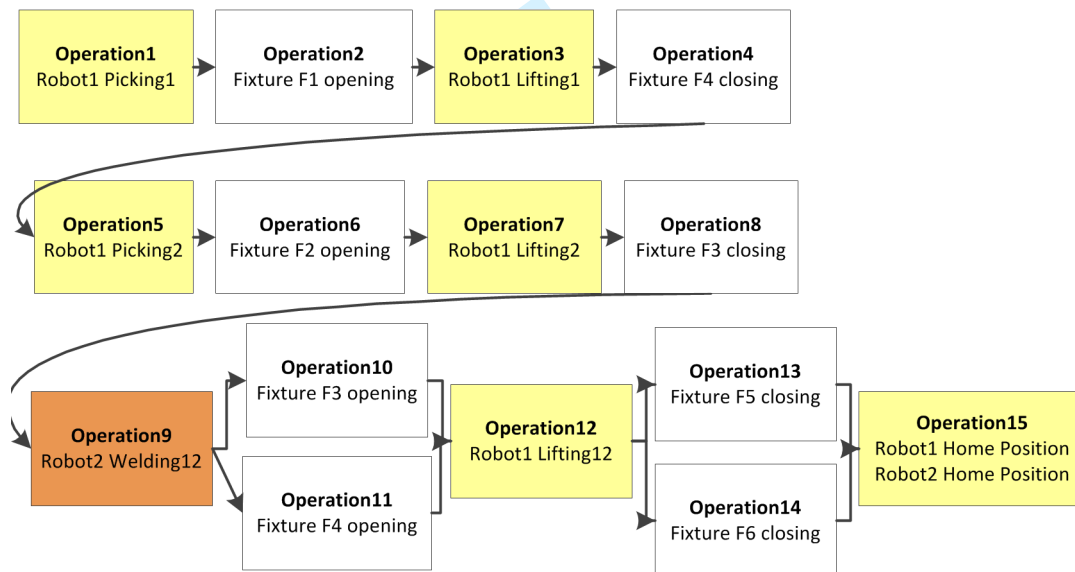 Operation1
Robot1 Picking1
Operation2
Fixture F1 opening
Operation3
Robot1 Lifting1
Operation4
Fixture F4 closing
Operation5
Robot1 Picking2
Operation6
Fixture F2 opening
Operation7
Robot1 Lifting2
Operation8
Fixture F3 closing
Operation9
Robot2 Welding12
Operation10
Fixture F3 opening
Operation11
Fixture F4 opening
Operation12
Robot1 Lifting12
Operation13
Fixture F5 closing
Operation14
Fixture F6 closing
Operation15
Robot1 Home Position
Robot2 Home Position